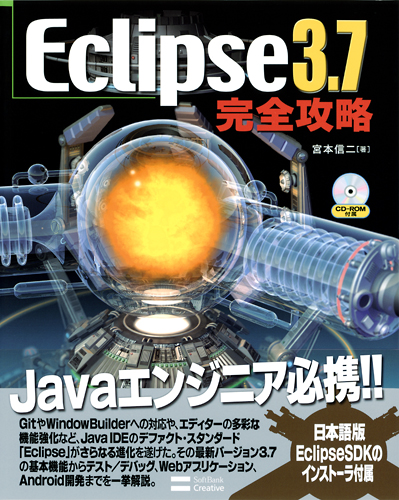 Eclipse3.7
完全攻略
宮本信二[著]
CD-ROM
付属
Javaエンジニア必携!!
GitやWindowBuilderへの対応や、エディターの多彩な
機能強化など、Java IDEのデファクト・スタンダード
「Eclipse」がさらなる進化を遂げた。その最新バージョン3.7
の基本機能からテスト/デバッグ、Webアプリケーション、
Android開発までを一挙解説。
日本語版
EclipseSDKの
インストーラ付属
SoftBank
Creative